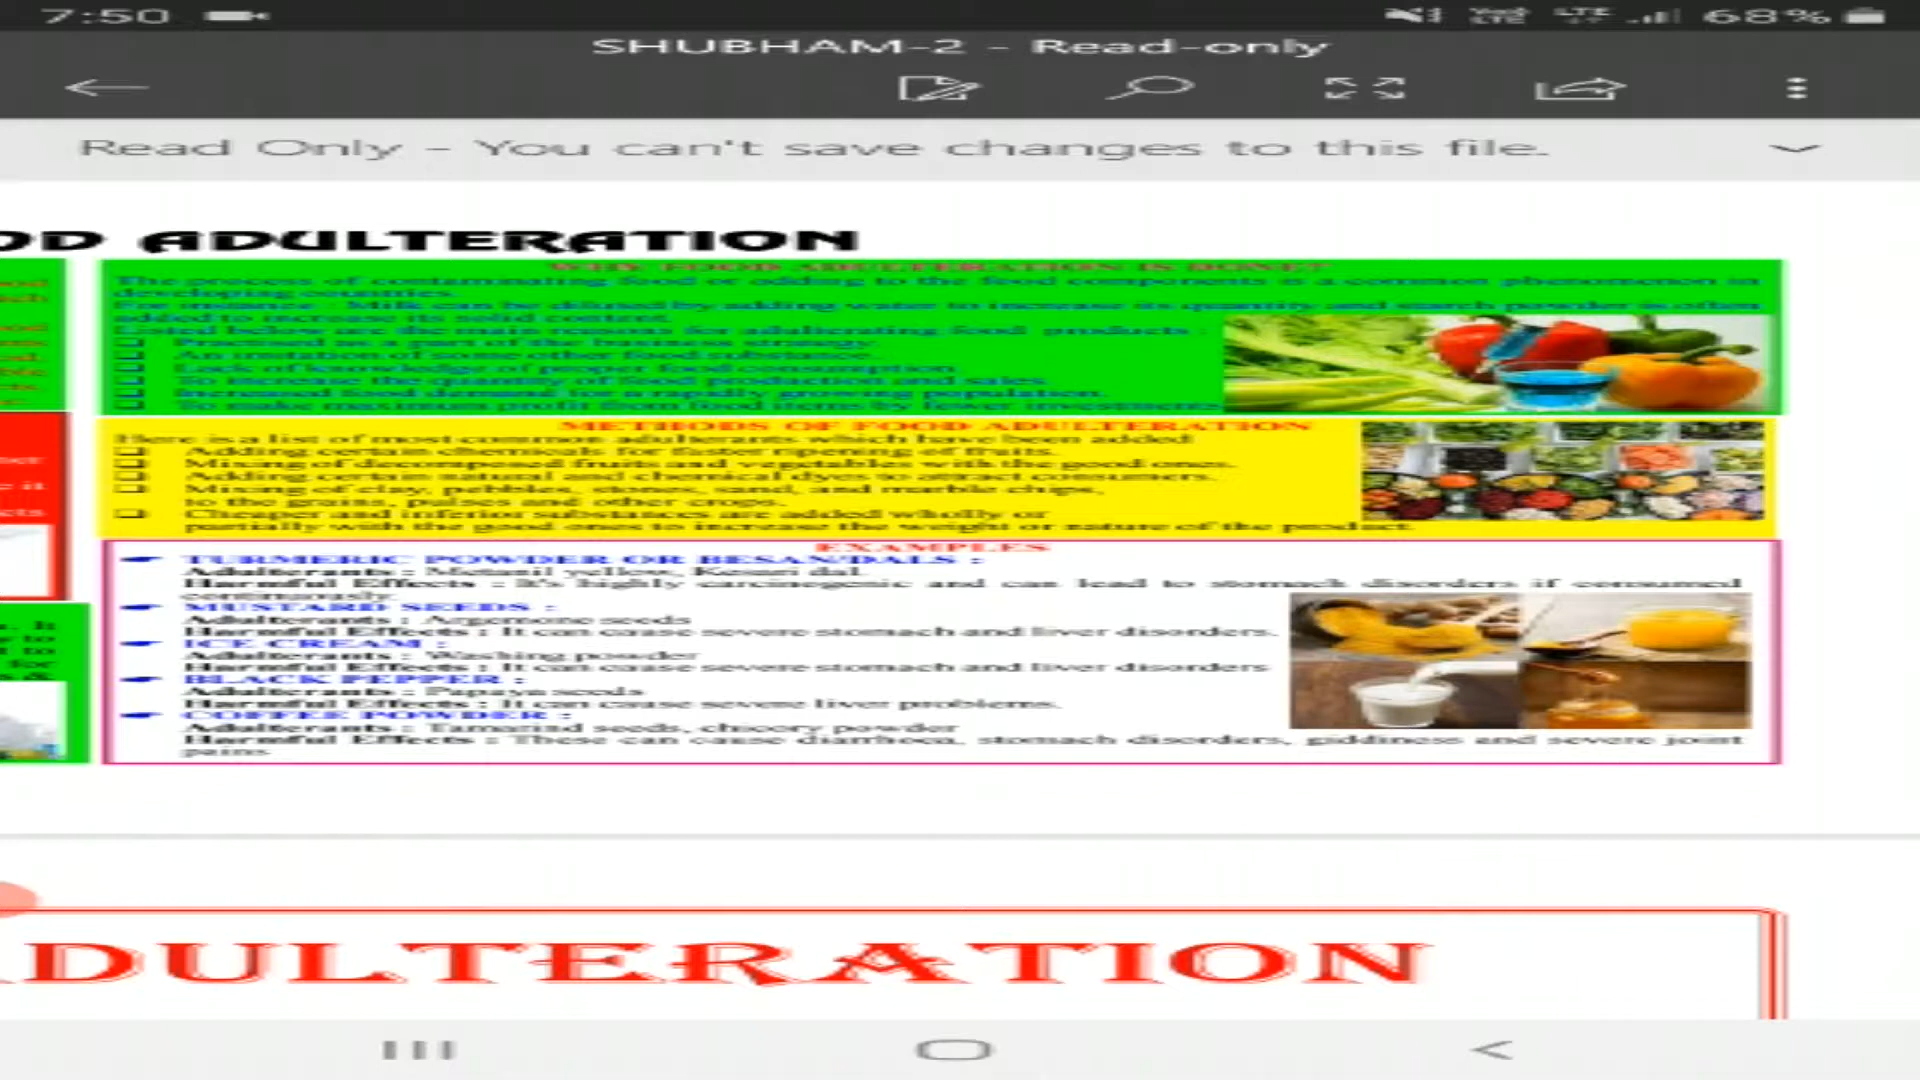 7:50
68%
SHUBHAM-2 - Read-only
Read Only - You can't save changes to this file.
OD ADULTERATION
WHY FOOD ADULTERATION IS DONE?
The process of contaminating food or adding to the food components is a common phenomenon in
developing countries.
For instance - Milk can be diluted by adding water to increase its quantity and starch powder is often
added to increase its solid content.
Listed below are the main reasons for adulterating food products :
Practised as a part of the business strategy.
An imitation of some other food substance.
Lack of knowledge of proper food consumption.
To increase the quantity of food production and sales.
Increased food demand for a rapidly growing population.
To make maximum profit from food items by fewer investments.
METHODS OF FOOD ADULTERATION
Here is a list of most common adulterants which have been added
Adding certain chemicals for faster ripening of fruits.
Mixing of decomposed fruits and vegetables with the good ones.
Adding certain natural and chemical dyes to attract consumers.
Mixing of clay, pebbles, stones, sand, and marble chips,
to the grains, pulses and other crops.
Cheaper and inferior substances are added wholly or
partially with the good ones to increase the weight or nature of the product.
EXAMPLES
TURMERIC POWDER OR BESAN/DALS :
Adulterants : Metanil yellow, Kesari dal.
Harmful Effects : It's highly carcinogenic and can lead to stomach disorders if consumed
continuously.
MUSTARD SEEDS :
Adulterants : Argemone seeds
Harmful Effects : It can cause severe stomach and liver disorders.
ICE CREAM :
Adulterants : Washing powder
Harmful Effects : It can cause severe stomach and liver disorders
BLACK PEPPER :
Adulterants : Papaya seeds
Harmful Effects : It can cause severe liver problems.
COFFEE POWDER :
Adulterants : Tamarind seeds, chicory powder
Harmful Effects : These can cause diarrhoea, stomach disorders, giddiness and severe joint
pains
DULTERATION